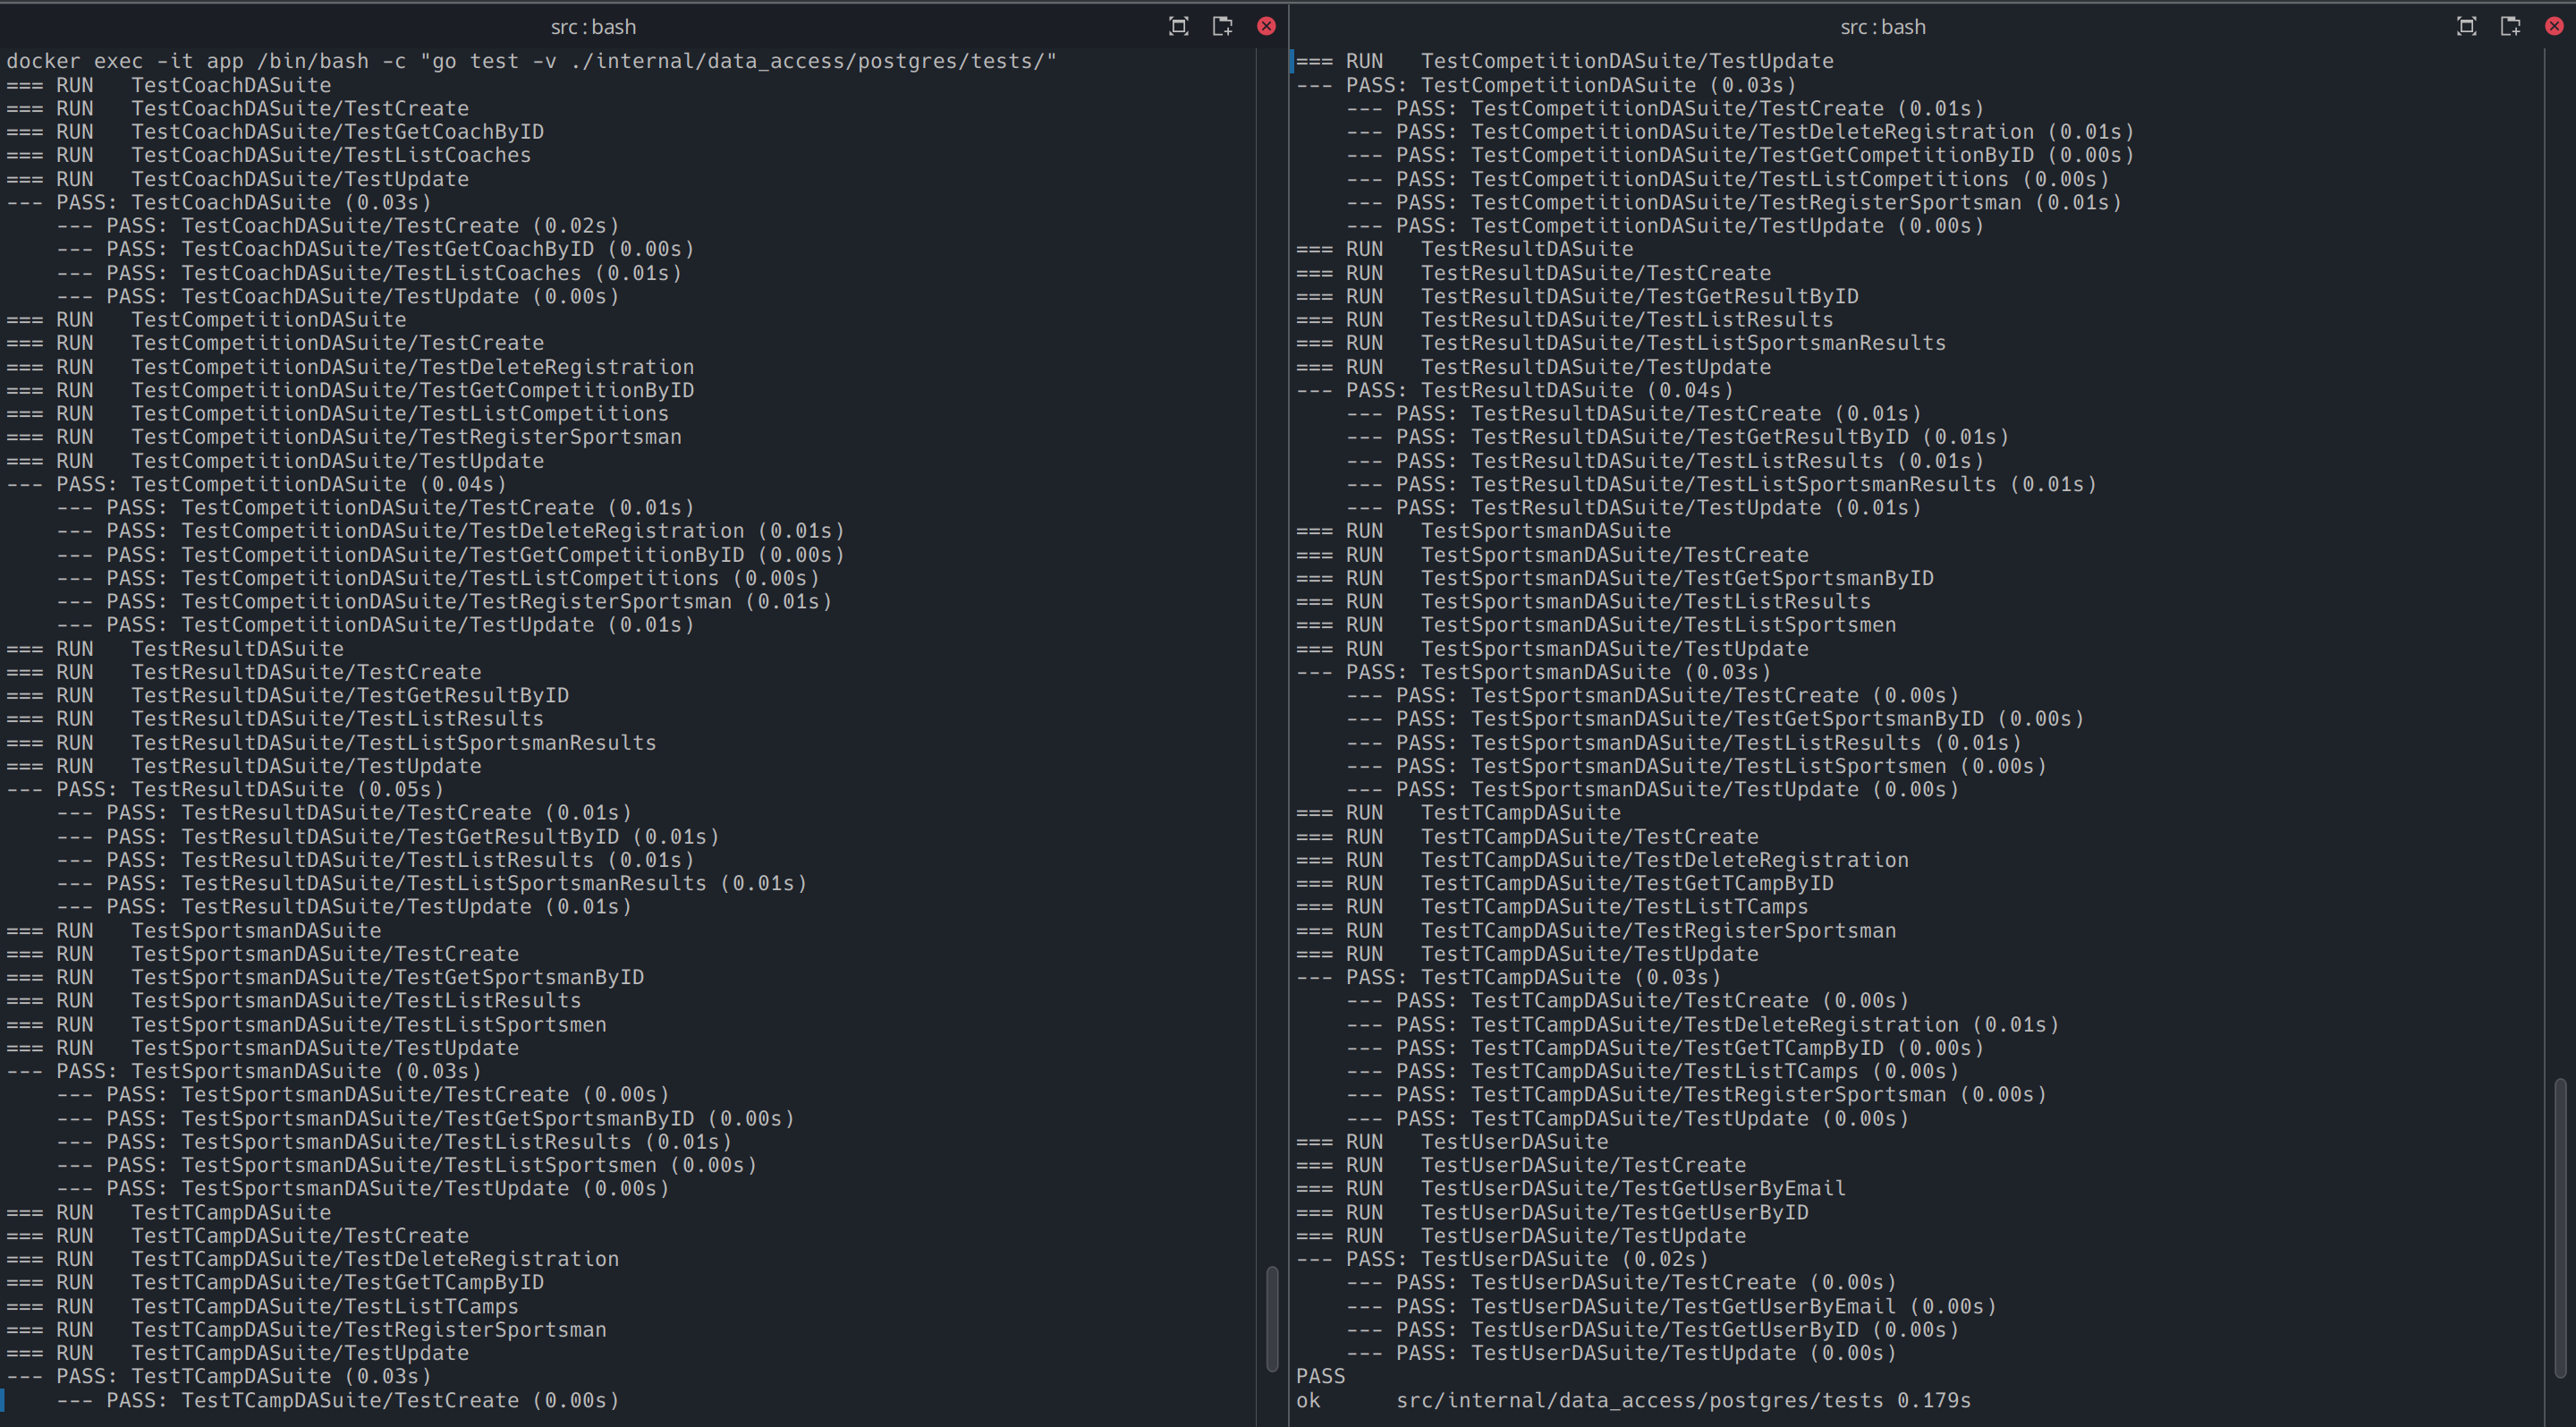 src : bash
docker exec -it app /bin/bash -c "go test -v ./internal/data_access/postgres/tests/"
=== RUN   TestCoachDASuite
=== RUN   TestCoachDASuite/TestCreate
=== RUN   TestCoachDASuite/TestGetCoachByID
=== RUN   TestCoachDASuite/TestListCoaches
=== RUN   TestCoachDASuite/TestUpdate
--- PASS: TestCoachDASuite (0.03s)
    --- PASS: TestCoachDASuite/TestCreate (0.02s)
    --- PASS: TestCoachDASuite/TestGetCoachByID (0.00s)
    --- PASS: TestCoachDASuite/TestListCoaches (0.01s)
    --- PASS: TestCoachDASuite/TestUpdate (0.00s)
=== RUN   TestCompetitionDASuite
=== RUN   TestCompetitionDASuite/TestCreate
=== RUN   TestCompetitionDASuite/TestDeleteRegistration
=== RUN   TestCompetitionDASuite/TestGetCompetitionByID
=== RUN   TestCompetitionDASuite/TestListCompetitions
=== RUN   TestCompetitionDASuite/TestRegisterSportsman
=== RUN   TestCompetitionDASuite/TestUpdate
--- PASS: TestCompetitionDASuite (0.04s)
    --- PASS: TestCompetitionDASuite/TestCreate (0.01s)
    --- PASS: TestCompetitionDASuite/TestDeleteRegistration (0.01s)
    --- PASS: TestCompetitionDASuite/TestGetCompetitionByID (0.00s)
    --- PASS: TestCompetitionDASuite/TestListCompetitions (0.00s)
    --- PASS: TestCompetitionDASuite/TestRegisterSportsman (0.01s)
    --- PASS: TestCompetitionDASuite/TestUpdate (0.01s)
=== RUN   TestResultDASuite
=== RUN   TestResultDASuite/TestCreate
=== RUN   TestResultDASuite/TestGetResultByID
=== RUN   TestResultDASuite/TestListResults
=== RUN   TestResultDASuite/TestListSportsmanResults
=== RUN   TestResultDASuite/TestUpdate
--- PASS: TestResultDASuite (0.05s)
    --- PASS: TestResultDASuite/TestCreate (0.01s)
    --- PASS: TestResultDASuite/TestGetResultByID (0.01s)
    --- PASS: TestResultDASuite/TestListResults (0.01s)
    --- PASS: TestResultDASuite/TestListSportsmanResults (0.01s)
    --- PASS: TestResultDASuite/TestUpdate (0.01s)
=== RUN   TestSportsmanDASuite
=== RUN   TestSportsmanDASuite/TestCreate
=== RUN   TestSportsmanDASuite/TestGetSportsmanByID
=== RUN   TestSportsmanDASuite/TestListResults
=== RUN   TestSportsmanDASuite/TestListSportsmen
=== RUN   TestSportsmanDASuite/TestUpdate
--- PASS: TestSportsmanDASuite (0.03s)
    --- PASS: TestSportsmanDASuite/TestCreate (0.00s)
    --- PASS: TestSportsmanDASuite/TestGetSportsmanByID (0.00s)
    --- PASS: TestSportsmanDASuite/TestListResults (0.01s)
    --- PASS: TestSportsmanDASuite/TestListSportsmen (0.00s)
    --- PASS: TestSportsmanDASuite/TestUpdate (0.00s)
=== RUN   TestTCampDASuite
=== RUN   TestTCampDASuite/TestCreate
=== RUN   TestTCampDASuite/TestDeleteRegistration
=== RUN   TestTCampDASuite/TestGetTCampByID
=== RUN   TestTCampDASuite/TestListTCamps
=== RUN   TestTCampDASuite/TestRegisterSportsman
=== RUN   TestTCampDASuite/TestUpdate
--- PASS: TestTCampDASuite (0.03s)
    --- PASS: TestTCampDASuite/TestCreate (0.00s)
src : bash
=== RUN   TestCompetitionDASuite/TestUpdate
--- PASS: TestCompetitionDASuite (0.03s)
    --- PASS: TestCompetitionDASuite/TestCreate (0.01s)
    --- PASS: TestCompetitionDASuite/TestDeleteRegistration (0.01s)
    --- PASS: TestCompetitionDASuite/TestGetCompetitionByID (0.00s)
    --- PASS: TestCompetitionDASuite/TestListCompetitions (0.00s)
    --- PASS: TestCompetitionDASuite/TestRegisterSportsman (0.01s)
    --- PASS: TestCompetitionDASuite/TestUpdate (0.00s)
=== RUN   TestResultDASuite
=== RUN   TestResultDASuite/TestCreate
=== RUN   TestResultDASuite/TestGetResultByID
=== RUN   TestResultDASuite/TestListResults
=== RUN   TestResultDASuite/TestListSportsmanResults
=== RUN   TestResultDASuite/TestUpdate
--- PASS: TestResultDASuite (0.04s)
    --- PASS: TestResultDASuite/TestCreate (0.01s)
    --- PASS: TestResultDASuite/TestGetResultByID (0.01s)
    --- PASS: TestResultDASuite/TestListResults (0.01s)
    --- PASS: TestResultDASuite/TestListSportsmanResults (0.01s)
    --- PASS: TestResultDASuite/TestUpdate (0.01s)
=== RUN   TestSportsmanDASuite
=== RUN   TestSportsmanDASuite/TestCreate
=== RUN   TestSportsmanDASuite/TestGetSportsmanByID
=== RUN   TestSportsmanDASuite/TestListResults
=== RUN   TestSportsmanDASuite/TestListSportsmen
=== RUN   TestSportsmanDASuite/TestUpdate
--- PASS: TestSportsmanDASuite (0.03s)
    --- PASS: TestSportsmanDASuite/TestCreate (0.00s)
    --- PASS: TestSportsmanDASuite/TestGetSportsmanByID (0.00s)
    --- PASS: TestSportsmanDASuite/TestListResults (0.01s)
    --- PASS: TestSportsmanDASuite/TestListSportsmen (0.00s)
    --- PASS: TestSportsmanDASuite/TestUpdate (0.00s)
=== RUN   TestTCampDASuite
=== RUN   TestTCampDASuite/TestCreate
=== RUN   TestTCampDASuite/TestDeleteRegistration
=== RUN   TestTCampDASuite/TestGetTCampByID
=== RUN   TestTCampDASuite/TestListTCamps
=== RUN   TestTCampDASuite/TestRegisterSportsman
=== RUN   TestTCampDASuite/TestUpdate
--- PASS: TestTCampDASuite (0.03s)
    --- PASS: TestTCampDASuite/TestCreate (0.00s)
    --- PASS: TestTCampDASuite/TestDeleteRegistration (0.01s)
    --- PASS: TestTCampDASuite/TestGetTCampByID (0.00s)
    --- PASS: TestTCampDASuite/TestListTCamps (0.00s)
    --- PASS: TestTCampDASuite/TestRegisterSportsman (0.00s)
    --- PASS: TestTCampDASuite/TestUpdate (0.00s)
=== RUN   TestUserDASuite
=== RUN   TestUserDASuite/TestCreate
=== RUN   TestUserDASuite/TestGetUserByEmail
=== RUN   TestUserDASuite/TestGetUserByID
=== RUN   TestUserDASuite/TestUpdate
--- PASS: TestUserDASuite (0.02s)
    --- PASS: TestUserDASuite/TestCreate (0.00s)
    --- PASS: TestUserDASuite/TestGetUserByEmail (0.00s)
    --- PASS: TestUserDASuite/TestGetUserByID (0.00s)
    --- PASS: TestUserDASuite/TestUpdate (0.00s)
PASS
ok      src/internal/data_access/postgres/tests 0.179s